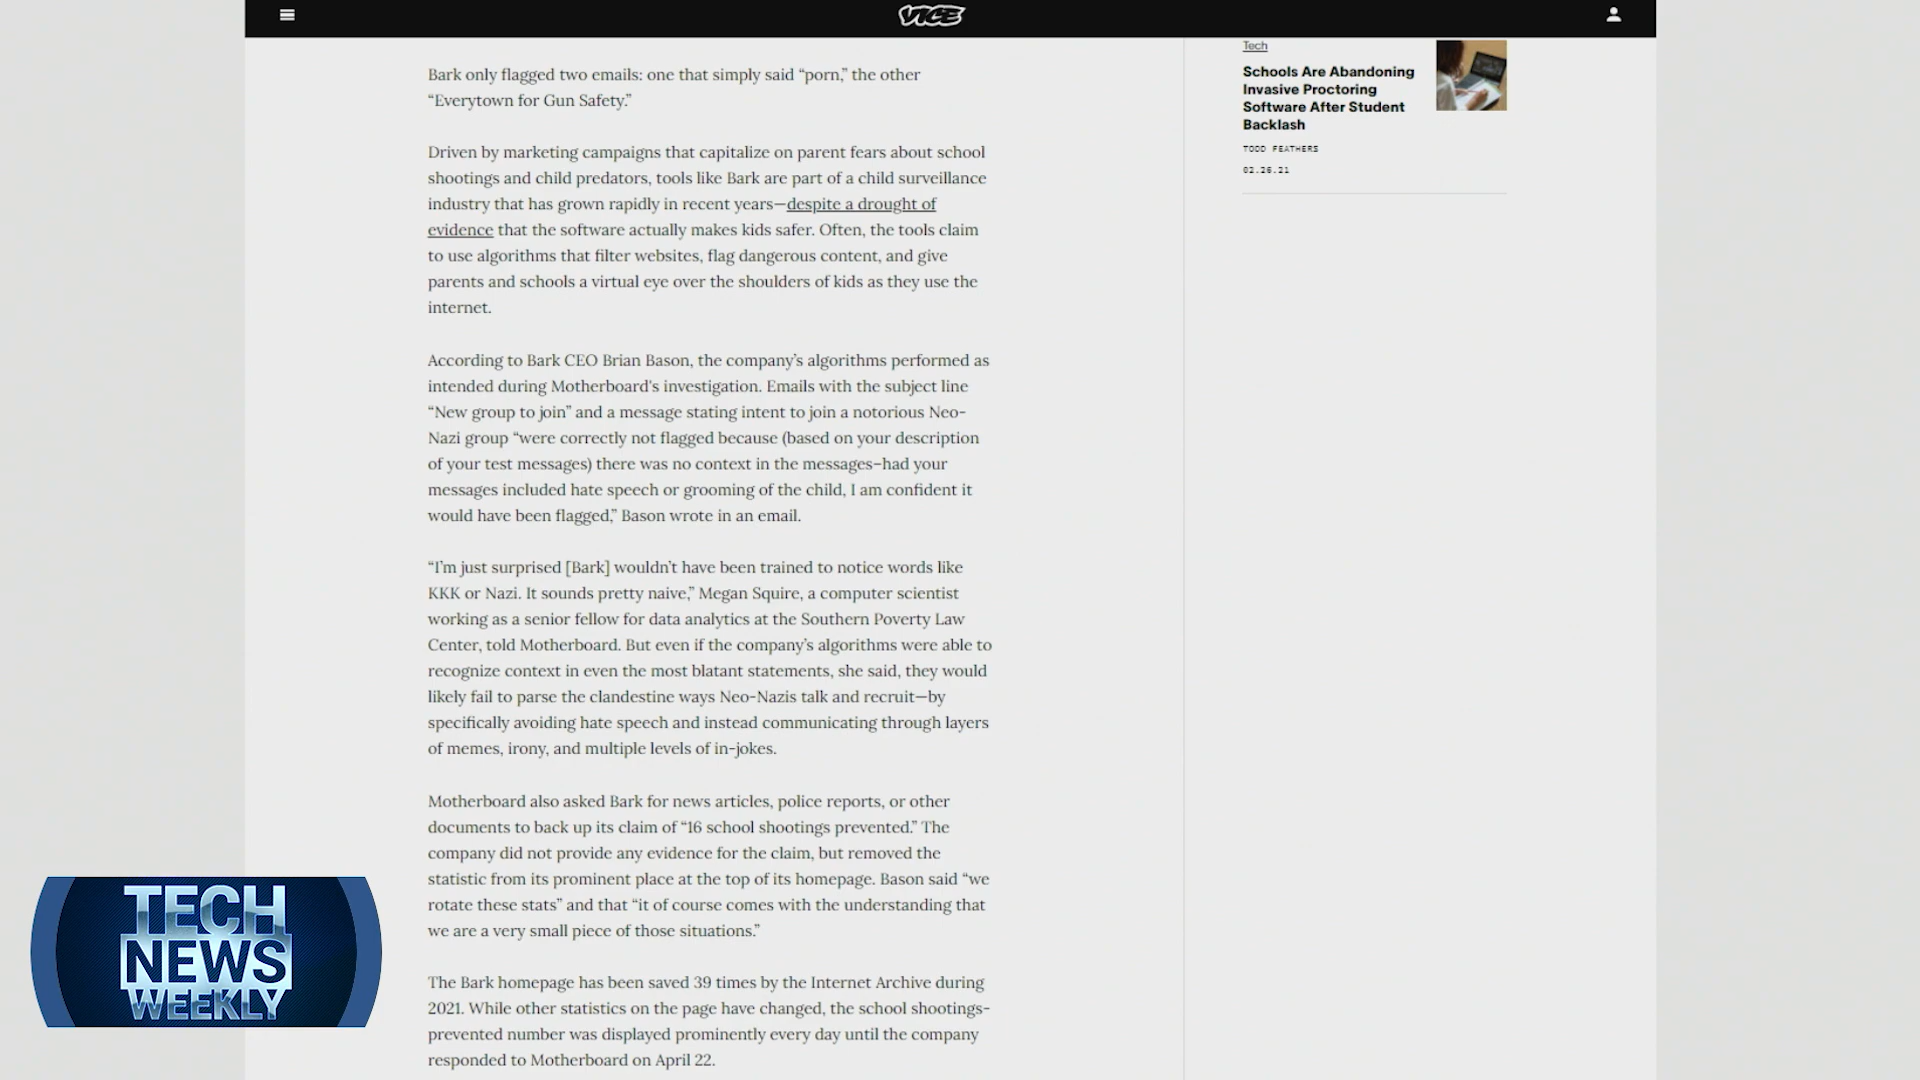 VICE
Bark only flagged two emails: one that simply said “porn,” the other
“Everytown for Gun Safety.”
Driven by marketing campaigns that capitalize on parent fears about school
shootings and child predators, tools like Bark are part of a child surveillance
industry that has grown rapidly in recent years—despite a drought of
evidence that the software actually makes kids safer. Often, the tools claim
to use algorithms that filter websites, flag dangerous content, and give
parents and schools a virtual eye over the shoulders of kids as they use the
internet.
According to Bark CEO Brian Bason, the company’s algorithms performed as
intended during Motherboard's investigation. Emails with the subject line
“New group to join” and a message stating intent to join a notorious Neo-
Nazi group “were correctly not flagged because (based on your description
of your test messages) there was no context in the messages–had your
messages included hate speech or grooming of the child, I am confident it
would have been flagged,” Bason wrote in an email.
“I’m just surprised [Bark] wouldn’t have been trained to notice words like
KKK or Nazi. It sounds pretty naive,” Megan Squire, a computer scientist
working as a senior fellow for data analytics at the Southern Poverty Law
Center, told Motherboard. But even if the company’s algorithms were able to
recognize context in even the most blatant statements, she said, they would
likely fail to parse the clandestine ways Neo-Nazis talk and recruit—by
specifically avoiding hate speech and instead communicating through layers
of memes, irony, and multiple levels of in-jokes.
Motherboard also asked Bark for news articles, police reports, or other
documents to back up its claim of “16 school shootings prevented.” The
company did not provide any evidence for the claim, but removed the
statistic from its prominent place at the top of its homepage. Bason said “we
rotate these stats” and that “it of course comes with the understanding that
we are a very small piece of those situations.”
The Bark homepage has been saved 39 times by the Internet Archive during
2021. While other statistics on the page have changed, the school shootings-
prevented number was displayed prominently every day until the company
responded to Motherboard on April 22.
Tech
Schools Are Abandoning
Invasive Proctoring
Software After Student
Backlash
TODD FEATHERS
02.26.21
TECH
NEWS
WEEKLY